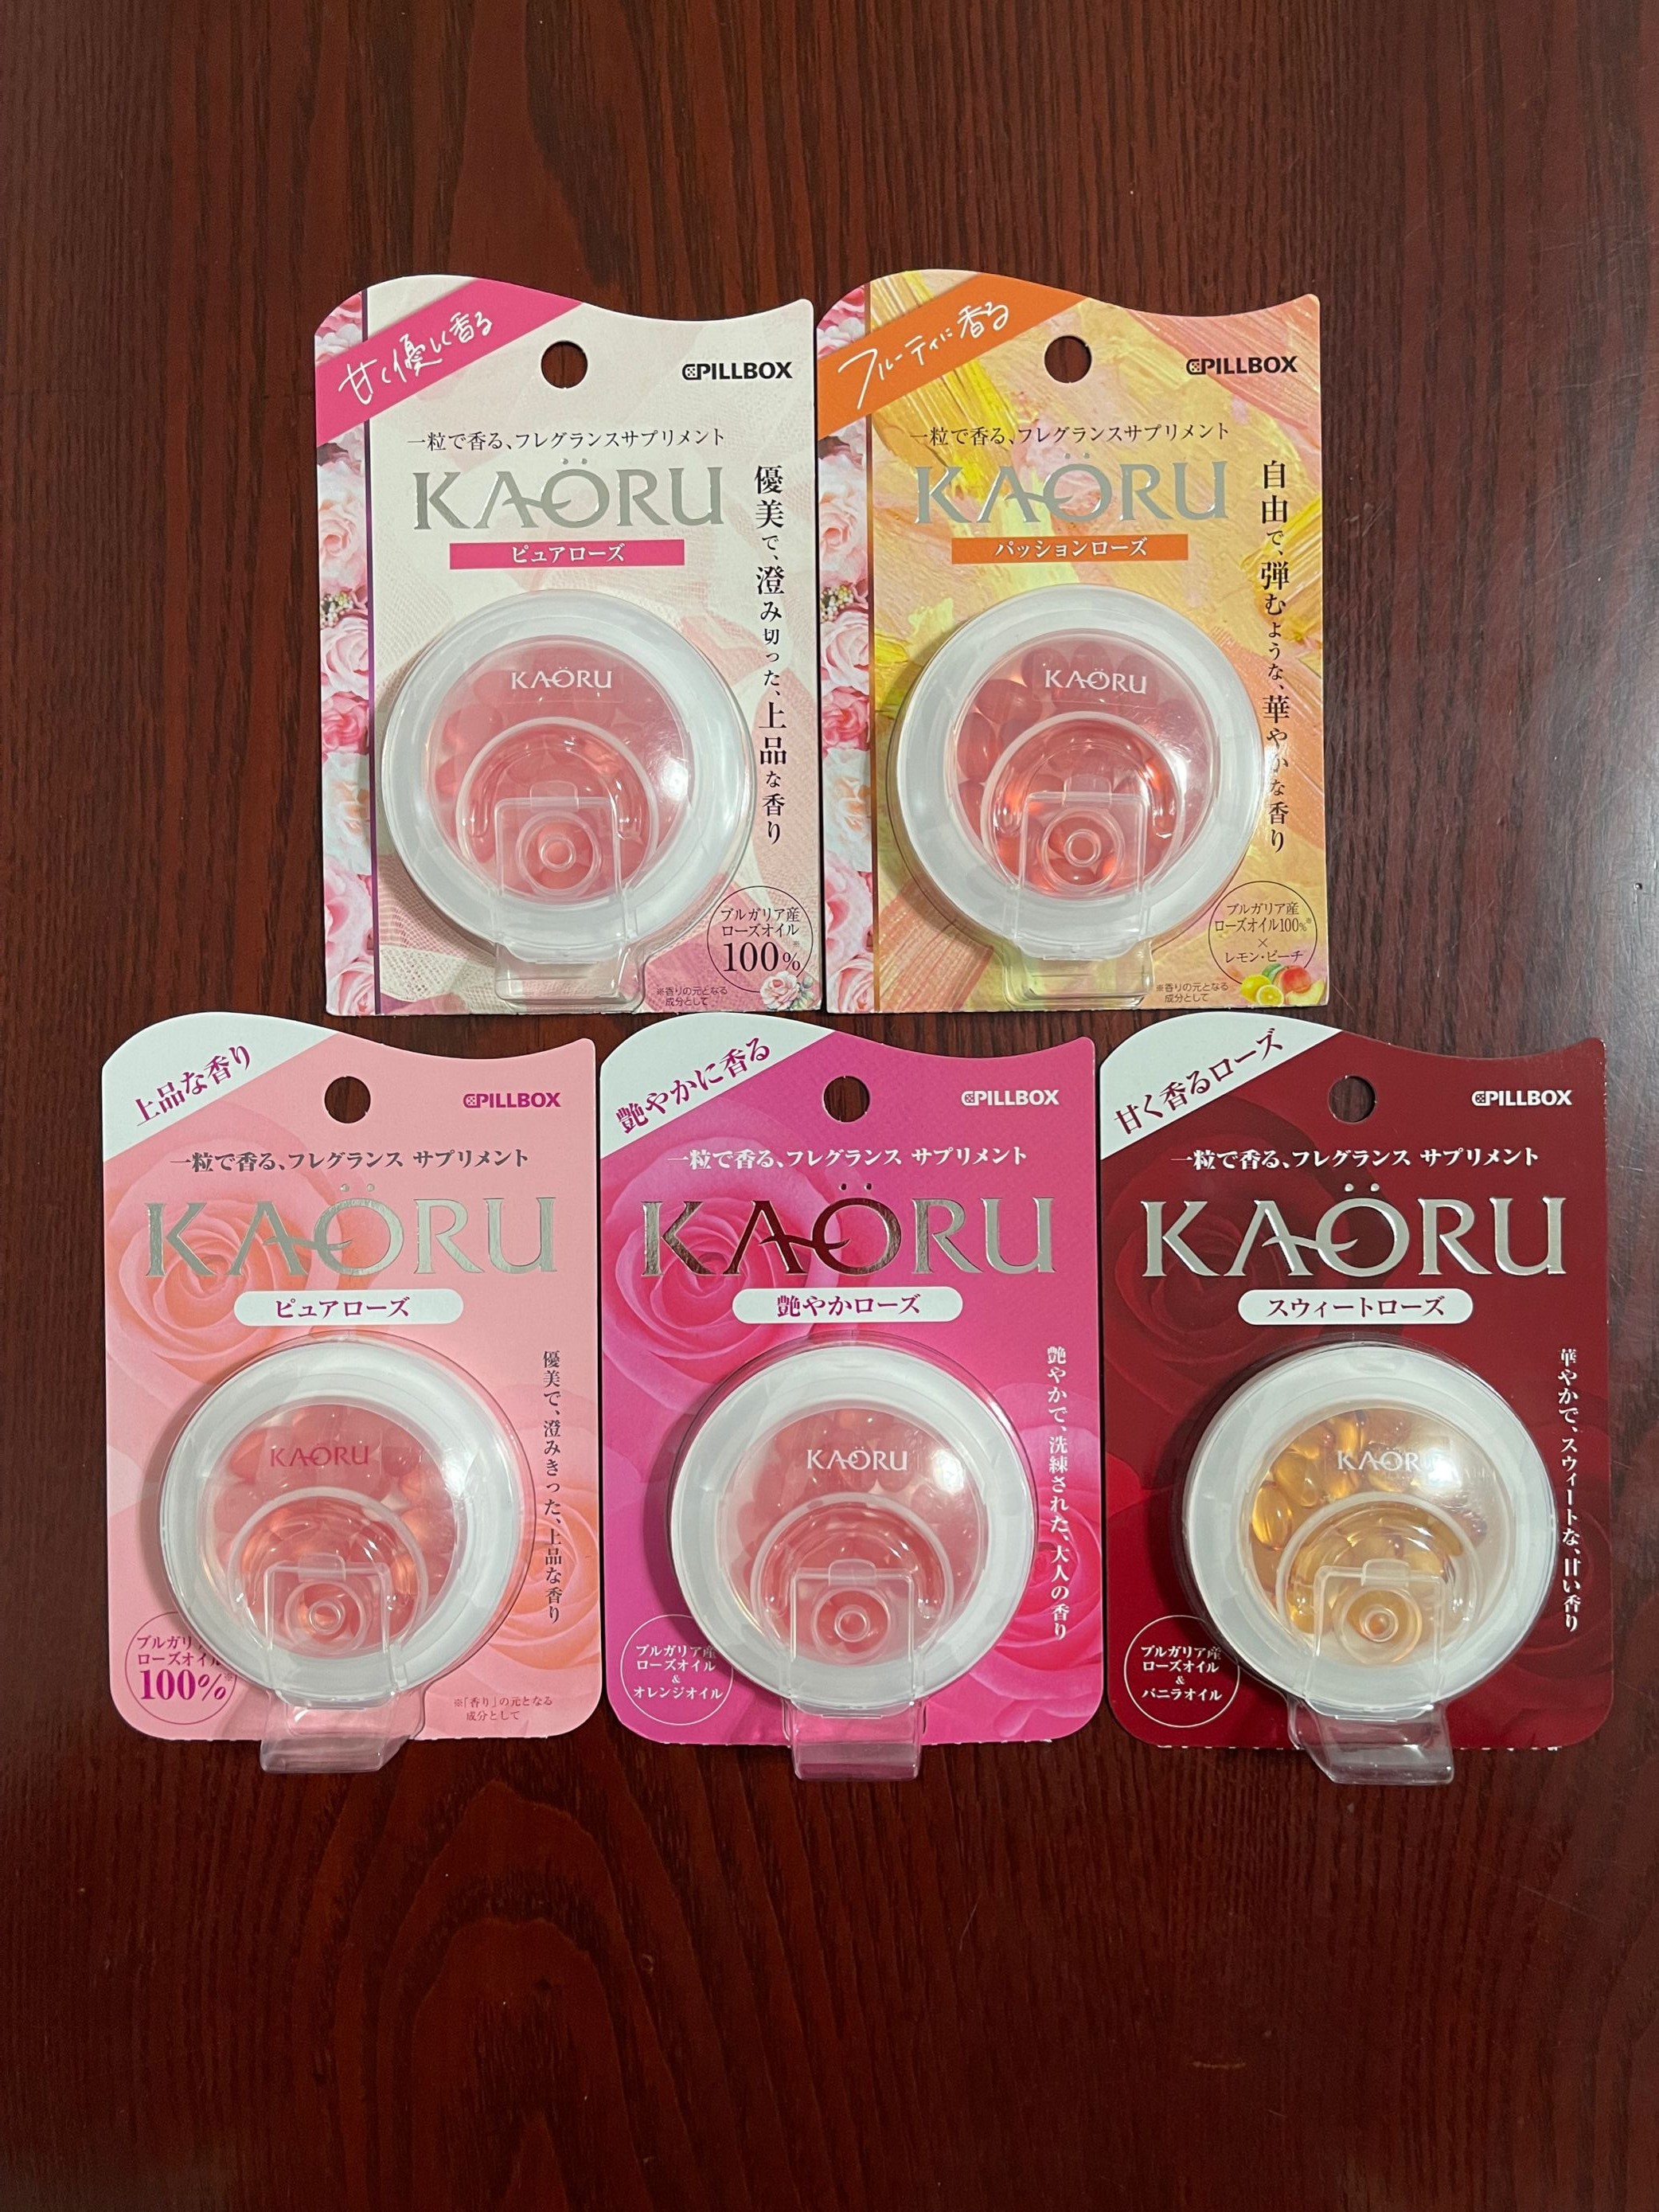 甘く優しく香る
PILLBOX
一粒で香る、フレグランスサプリメント
KAÖRU
ピュアローズ
優美で、澄み切った、上品な香り
KAÖRU
ブルガリア産
ローズオイル
100%※
※香りの元となる
成分として
フルーティに香る
PILLBOX
一粒で香る、フレグランスサプリメント
KAÖRU
パッションローズ
自由で、弾むような、華やかな香り
KAÖRU
ブルガリア産
ローズオイル100%※
×
レモン・ピーチ
※香りの元となる
成分として
上品な香り
PILLBOX
一粒で香る、フレグランス サプリメント
KAÖRU
ピュアローズ
優美で、澄みきった、上品な香り
KAÖRU
ブルガリ
ローズオイル
100%※
※「香り」の元となる
成分として
艶やかに香る
PILLBOX
一粒で香る、フレグランス サプリメント
KAÖRU
艶やかローズ
艶やかで、洗練された、大人の香り
KAÖRU
ブルガリア産
ローズオイル
&
オレンジオイル
甘く香るローズ
PILLBOX
一粒で香る、フレグランス サプリメント
KAÖRU
スウィートローズ
華やかで、スウィートな、甘い香り
KAÖRU
ブルガリア産
ローズオイル
&
バニラオイル